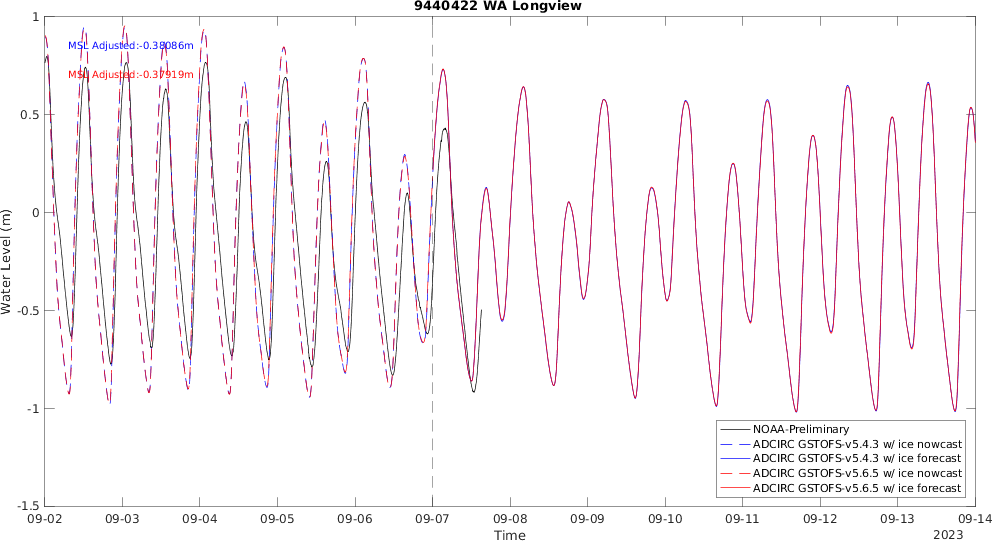 9440422 WA Longview
MSL Adjusted:-0.38086m
MSL Adjusted:-0.37919m
Water Level (m)
1
0.5
0
-0.5
-1
-1.5
NOAA-Preliminary
ADCIRC GSTOFS-v5.4.3 w/ ice nowcast
ADCIRC GSTOFS-v5.4.3 w/ ice forecast
ADCIRC GSTOFS-v5.6.5 w/ ice nowcast
ADCIRC GSTOFS-v5.6.5 w/ ice forecast
09-02 09-03 09-04 09-05 09-06 09-07 09-08 09-09 09-10 09-11 09-12 09-13 09-14
Time
2023